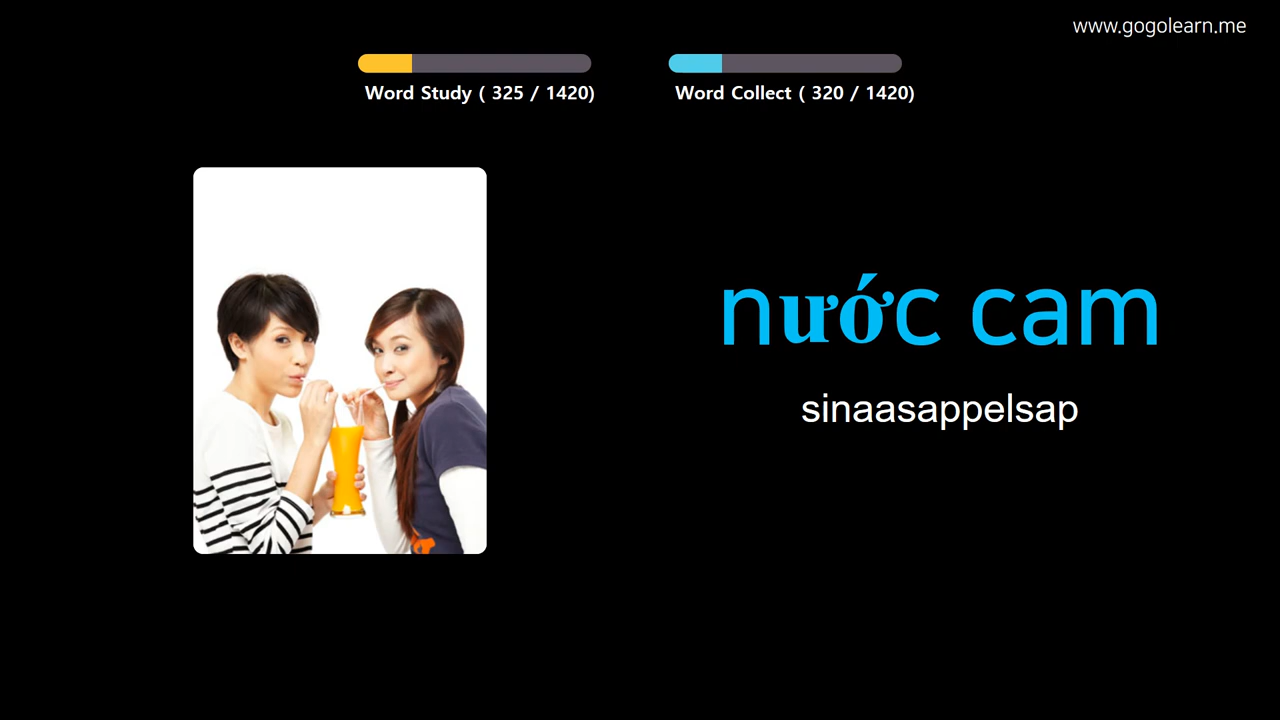 www.gogolearn.me
Word Study ( 325 / 1420)
Word Collect ( 320 / 1420)
nước cam
sinaasappelsap